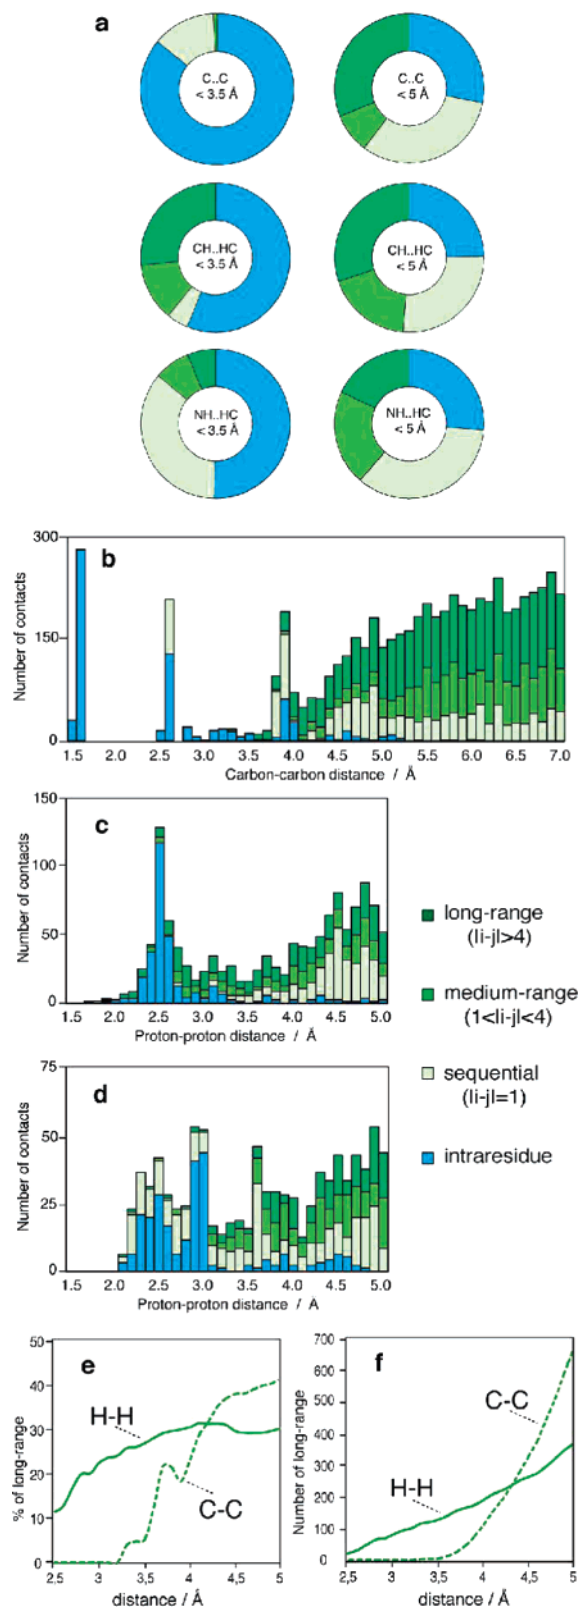 a
C..C
< 3.5 Å
C..C
< 5 Å
CH..HC
< 3.5 Å
CH..HC
< 5 Å
NH..HC
< 3.5 Å
NH..HC
< 5 Å
b
Number of contacts
300
150
0
1.5 2.0 2.5 3.0 3.5 4.0 4.5 5.0 5.5 6.0 6.5 7.0
Carbon-carbon distance / Å
c
Number of contacts
150
100
50
0
1.5 2.0 2.5 3.0 3.5 4.0 4.5 5.0
Proton-proton distance / Å
long-range
(|i-j|>4)
medium-range
(1<|i-j|<4)
sequential
(|i-j|=1)
intraresidue
d
Number of contacts
75
50
25
0
1.5 2.0 2.5 3.0 3.5 4.0 4.5 5.0
Proton-proton distance / Å
e
% of long-range
50
40
30
20
10
0
H-H
C-C
2,5 3 3,5 4 4,5 5
distance / Å
f
Number of long-range
700
600
500
400
300
200
100
0
C-C
H-H
2,5 3 3,5 4 4,5 5
distance / Å